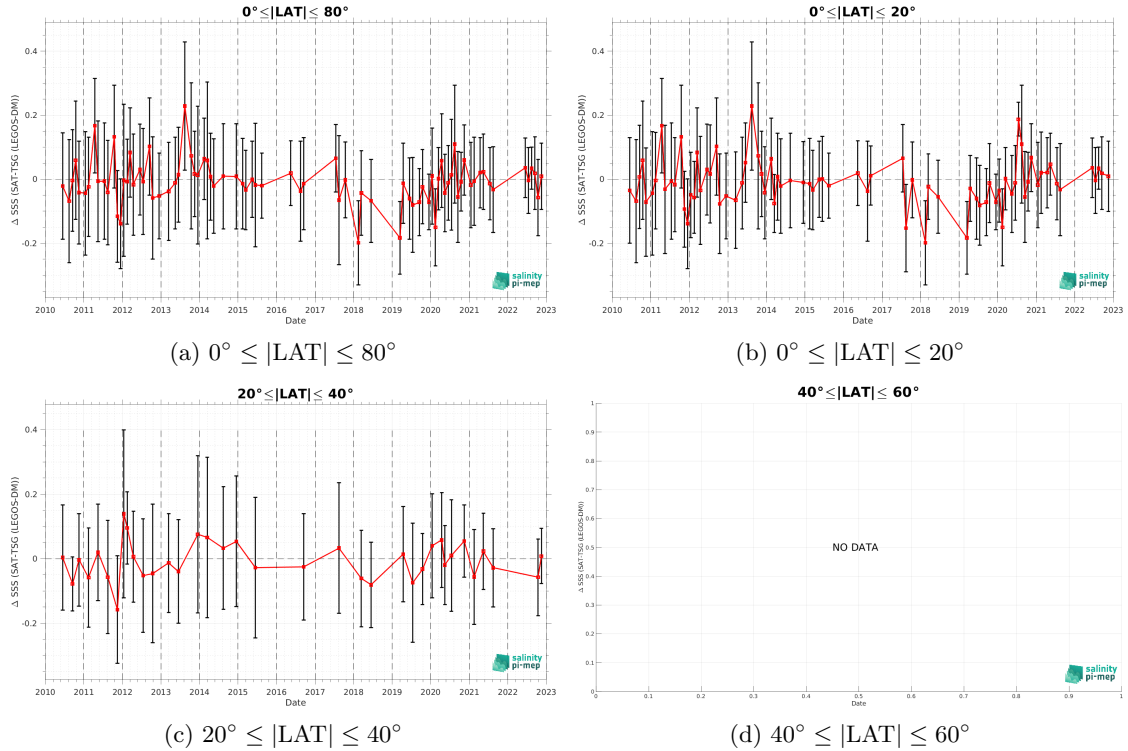 0°≤|LAT|≤ 80°
Δ SSS (SAT-TSG (LEGOS-DM))
0.4
0.2
0
-0.2
2010 2011 2012 2013 2014 2015 2016 2017 2018 2019 2020 2021 2022 2023
Date
salinity
pi-mep
(a) 0° ≤ |LAT| ≤ 80°
0°≤|LAT|≤ 20°
Δ SSS (SAT-TSG (LEGOS-DM))
0.4
0.2
0
-0.2
2010 2011 2012 2013 2014 2015 2016 2017 2018 2019 2020 2021 2022 2023
Date
salinity
pi-mep
(b) 0° ≤ |LAT| ≤ 20°
20°≤|LAT|≤ 40°
Δ SSS (SAT-TSG (LEGOS-DM))
0.4
0.2
0
-0.2
2010 2011 2012 2013 2014 2015 2016 2017 2018 2019 2020 2021 2022 2023
Date
salinity
pi-mep
(c) 20° ≤ |LAT| ≤ 40°
40°≤|LAT|≤ 60°
Δ SSS (SAT-TSG (LEGOS-DM))
1
0.9
0.8
0.7
0.6
0.5
0.4
0.3
0.2
0.1
0
NO DATA
0 0.1 0.2 0.3 0.4 0.5 0.6 0.7 0.8 0.9 1
Date
salinity
pi-mep
(d) 40° ≤ |LAT| ≤ 60°